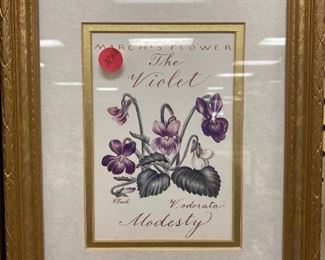 MARCH'S FLOWER
The
Violet
V. odorata
Modesty